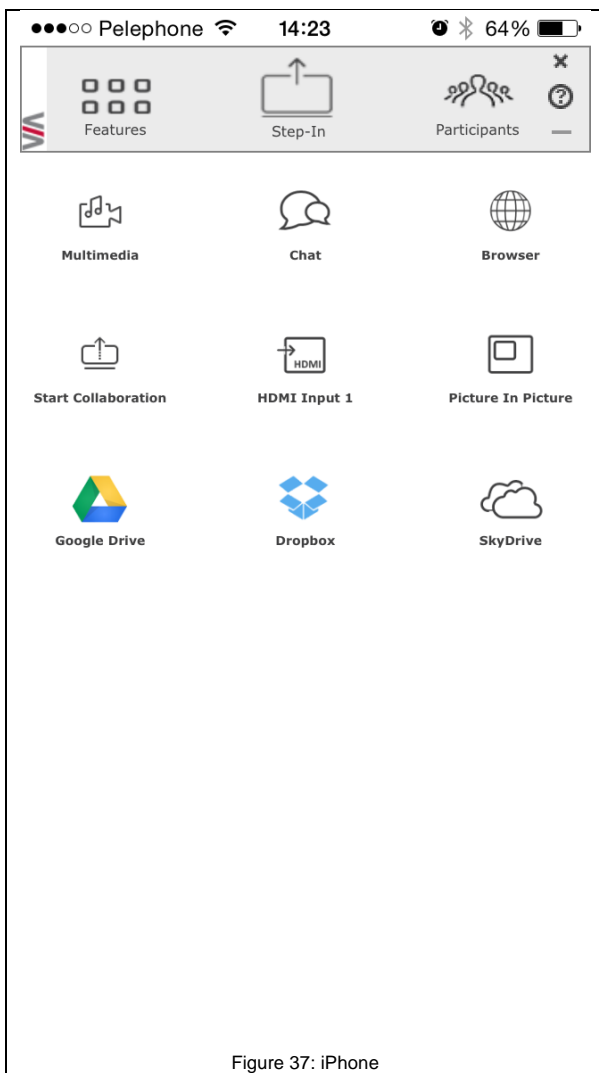 Pelephone 14:23 64%
Features Step-In Participants
Multimedia Chat Browser
HDMI
Start Collaboration HDMI Input 1 Picture In Picture
Google Drive Dropbox SkyDrive
Figure 37: iPhone